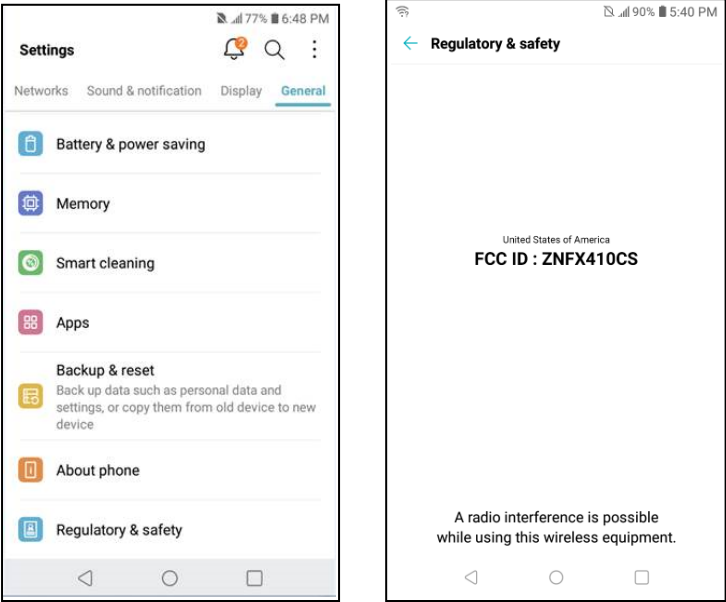 77% 6:48 PM
Settings
2
Networks Sound & notification Display General
Battery & power saving
Memory
Smart cleaning
Apps
Backup & reset
Back up data such as personal data and
settings, or copy them from old device to new
device
About phone
Regulatory & safety
90% 5:40 PM
Regulatory & safety
United States of America
FCC ID : ZNFX410CS
A radio interference is possible
while using this wireless equipment.